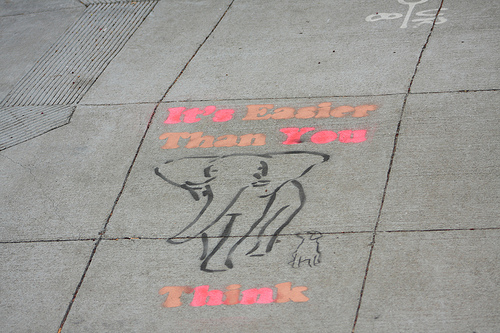 It's Easier
Than You
Think